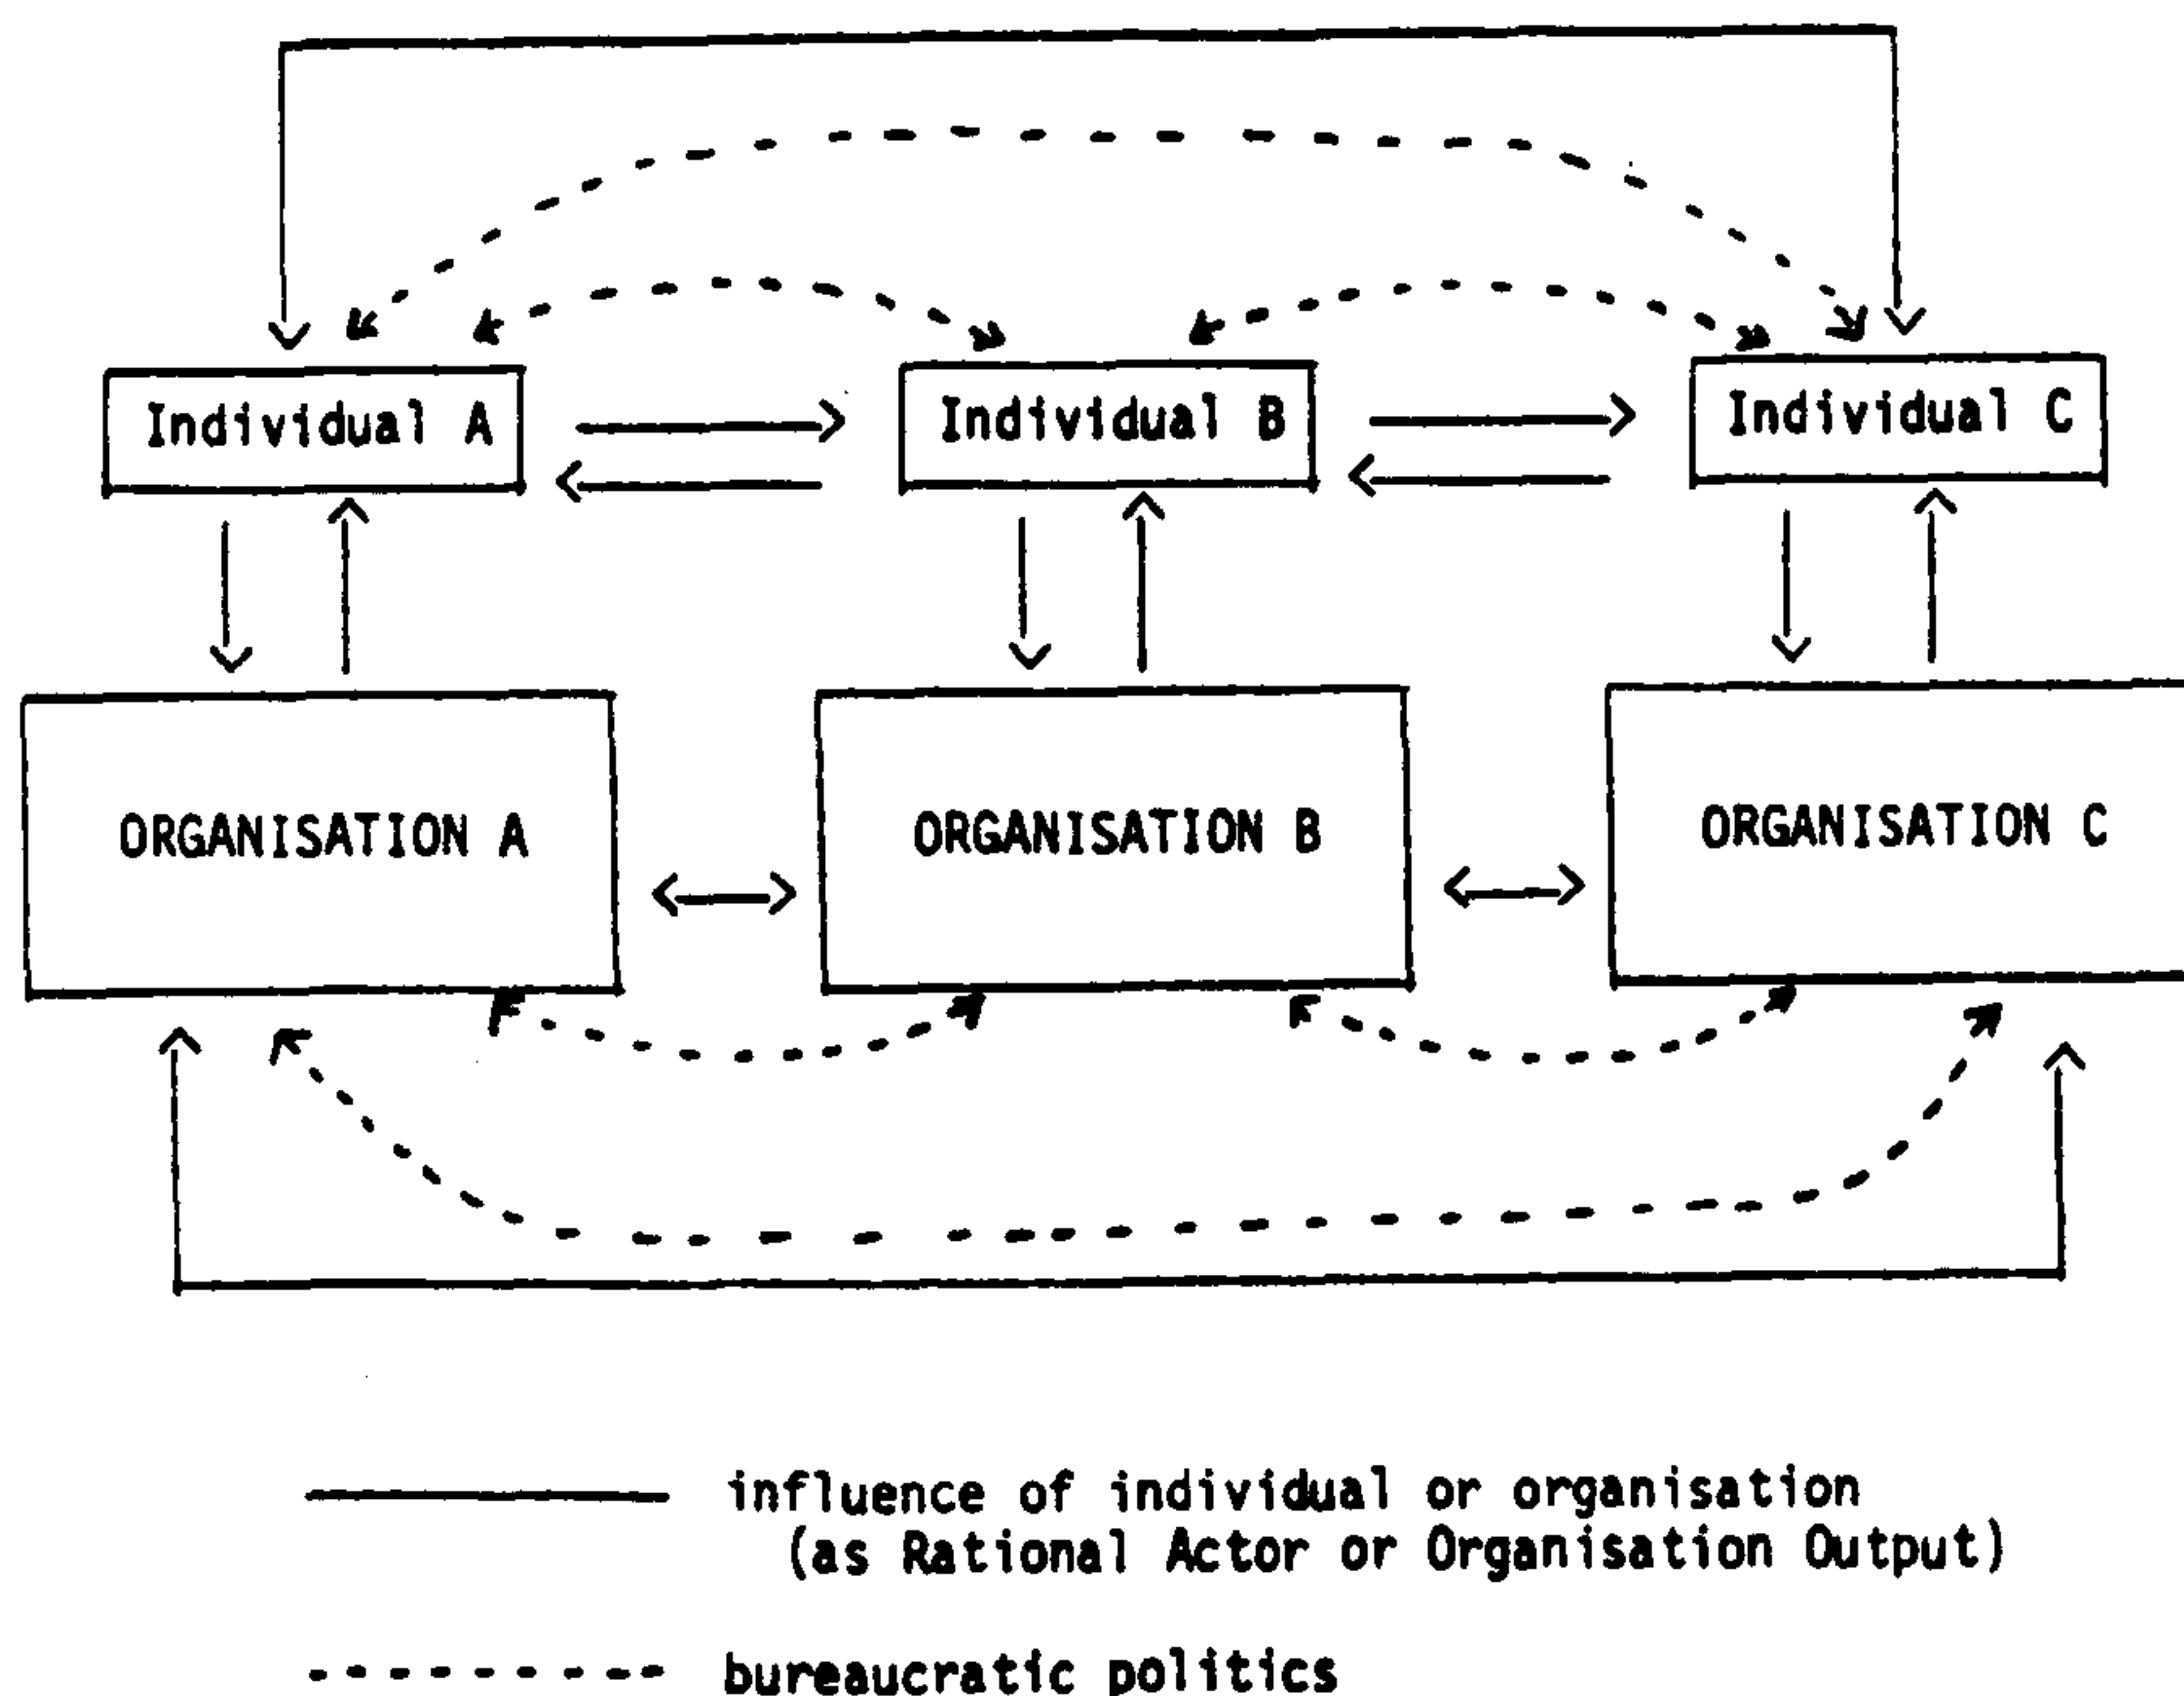 Individual A
Individual B
Individual C
ORGANISATION A
ORGANISATION B
ORGANISATION C
influence of individual or organisation
(as Rational Actor or Organisation Output)
bureaucratic politics